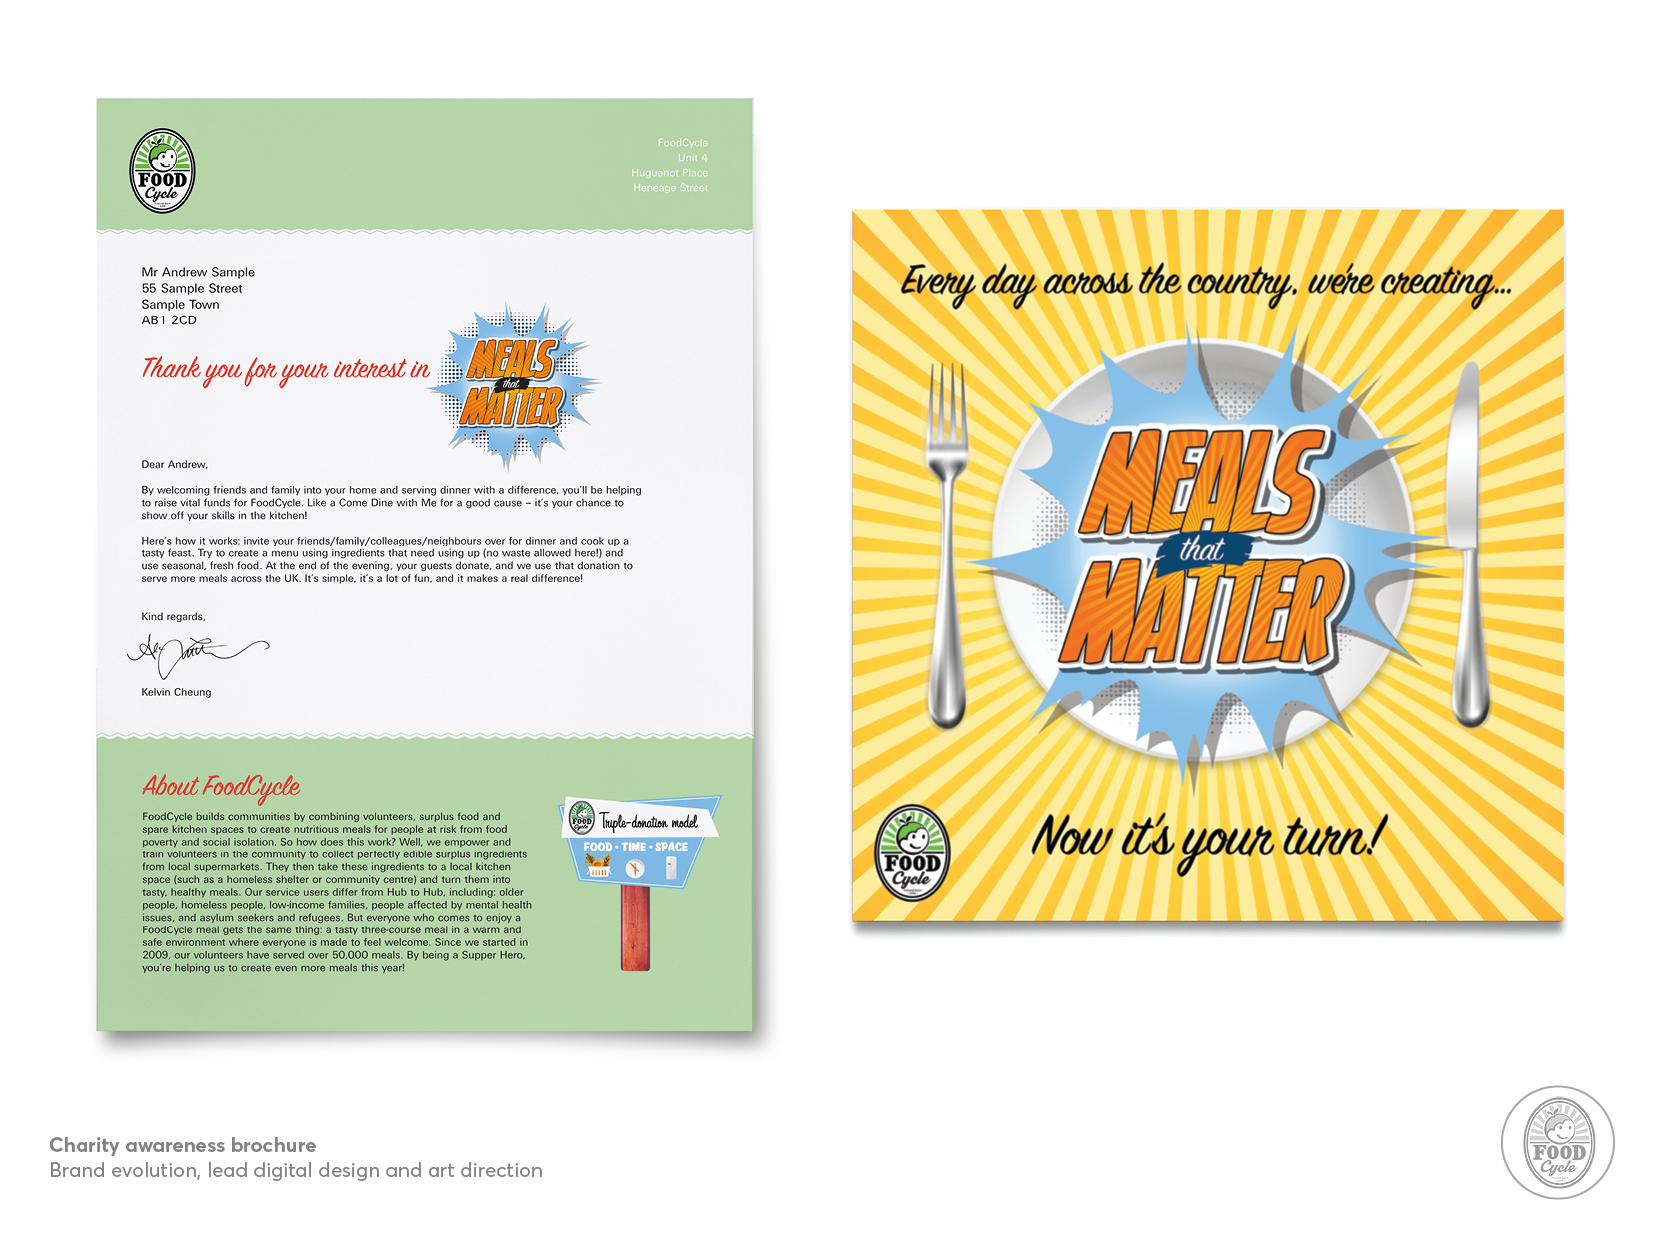 FOOD
Cycle
FoodCycle
Unit 4
Huguenot Place
Heneage Street
Mr Andrew Sample
55 Sample Street
Sample Town
AB1 2CD
Thank you for your interest in
MEALS
that
MATTER
Dear Andrew,
By welcoming friends and family into your home and serving dinner with a difference, you'll be helping
to raise vital funds for FoodCycle. Like a Come Dine with Me for a good cause – it's your chance to
show off your skills in the kitchen!
Here's how it works: invite your friends/family/colleagues/neighbours over for dinner and cook up a
tasty feast. Try to create a menu using ingredients that need using up (no waste allowed here!) and
use seasonal, fresh food. At the end of the evening, your guests donate, and we use that donation to
serve more meals across the UK. It's simple, it's a lot of fun, and it makes a real difference!
Kind regards,
Kelvin Cheung
About FoodCycle
FoodCycle builds communities by combining volunteers, surplus food and
spare kitchen spaces to create nutritious meals for people at risk from food
poverty and social isolation. So how does this work? Well, we empower and
train volunteers in the community to collect perfectly edible surplus ingredients
from local supermarkets. They then take these ingredients to a local kitchen
space (such as a homeless shelter or community centre) and turn them into
tasty, healthy meals. Our service users differ from Hub to Hub, including: older
people, homeless people, low-income families, people affected by mental health
issues, and asylum seekers and refugees. But everyone who comes to enjoy a
FoodCycle meal gets the same thing: a tasty three-course meal in a warm and
safe environment where everyone is made to feel welcome. Since we started in
2009, our volunteers have served over 50,000 meals. By being a Supper Hero,
you're helping us to create even more meals this year!
FOOD
Cycle
Triple-donation model
FOOD • TIME • SPACE
Every day across the country, we're creating...
MEALS
that
MATTER
Now it's your turn!
FOOD
Cycle
Charity awareness brochure
Brand evolution, lead digital design and art direction
FOOD
Cycle